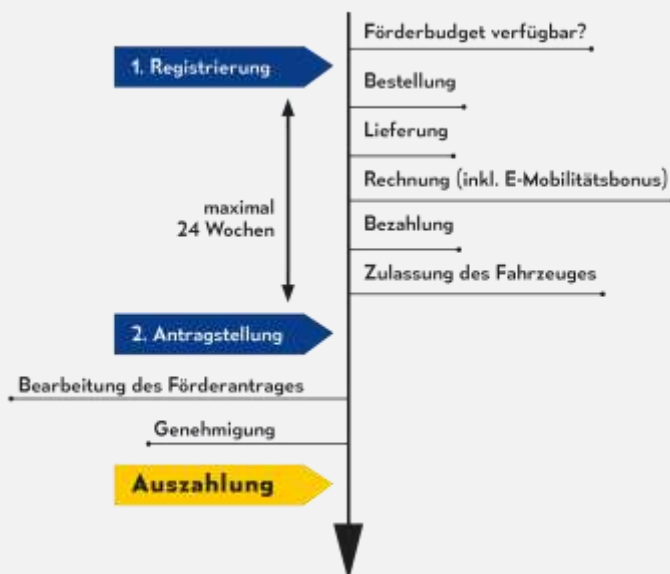 Förderbudget verfügbar?
1. Registrierung
Bestellung
Lieferung
Rechnung (inkl. E-Mobilitätsbonus)
maximal
24 Wochen
Bezahlung
Zulassung des Fahrzeuges
2. Antragstellung
Bearbeitung des Förderantrages
Genehmigung
Auszahlung